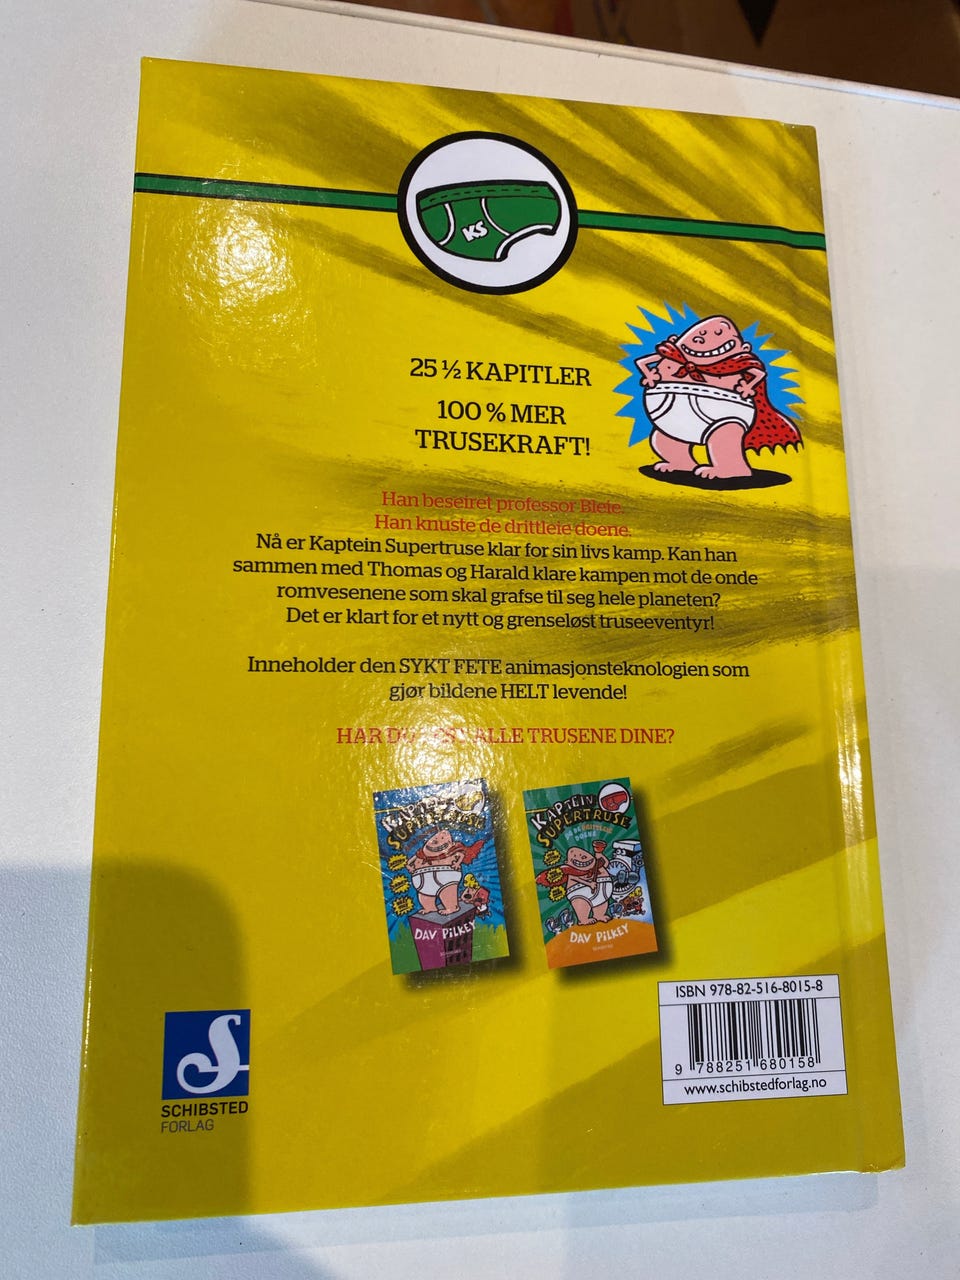 KS
25 ½ KAPITLER
100 % MER
TRUSEKRAFT!
Han beseiret professor Bleie.
Han knuste de drittleie doene.
Nå er Kaptein Supertruse klar for sin livs kamp. Kan han
sammen med Thomas og Harald klare kampen mot de onde
romvesenene som skal grafse til seg hele planeten?
Det er klart for et nytt og grenseløst truseeventyr!
Inneholder den SYKT FETE animasjonsteknologien som
gjør bildene HELT levende!
HAR ALLE TRUSENE DINE?
KAPTEIN
SUPERTRUSE
DAV PILKEY
KAPTEIN
SUPERTRUSE
OG DE DRITTLEIE
DOENE
DAV PILKEY
ISBN 978-82-516-8015-8
9 788251 680158
www.schibstedforlag.no
S
SCHIBSTED
FORLAG